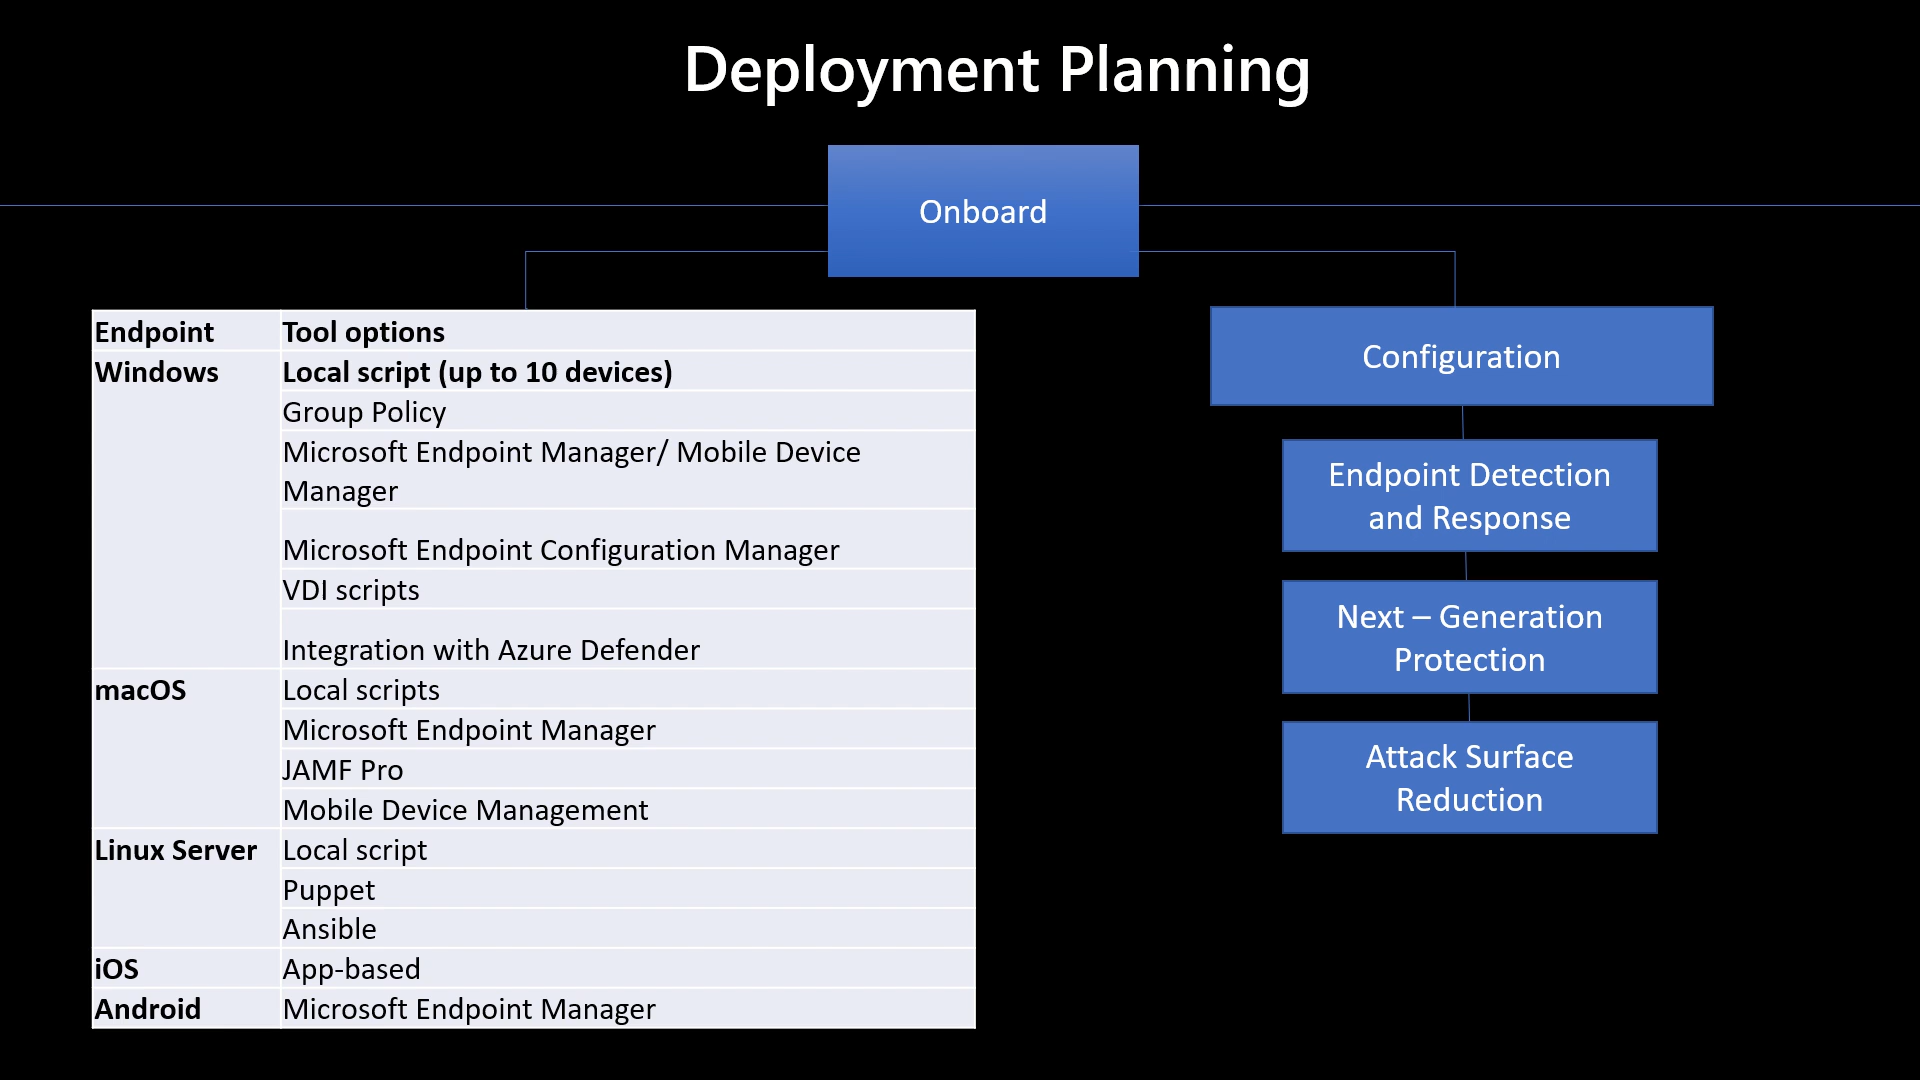 Deployment Planning
Onboard
Endpoint Tool options
Windows Local script (up to 10 devices)
Group Policy
Microsoft Endpoint Manager/ Mobile Device
Manager
Microsoft Endpoint Configuration Manager
VDI scripts
Integration with Azure Defender
macOS Local scripts
Microsoft Endpoint Manager
JAMF Pro
Mobile Device Management
Linux Server Local script
Puppet
Ansible
iOS App-based
Android Microsoft Endpoint Manager
Configuration
Endpoint Detection
and Response
Next – Generation
Protection
Attack Surface
Reduction